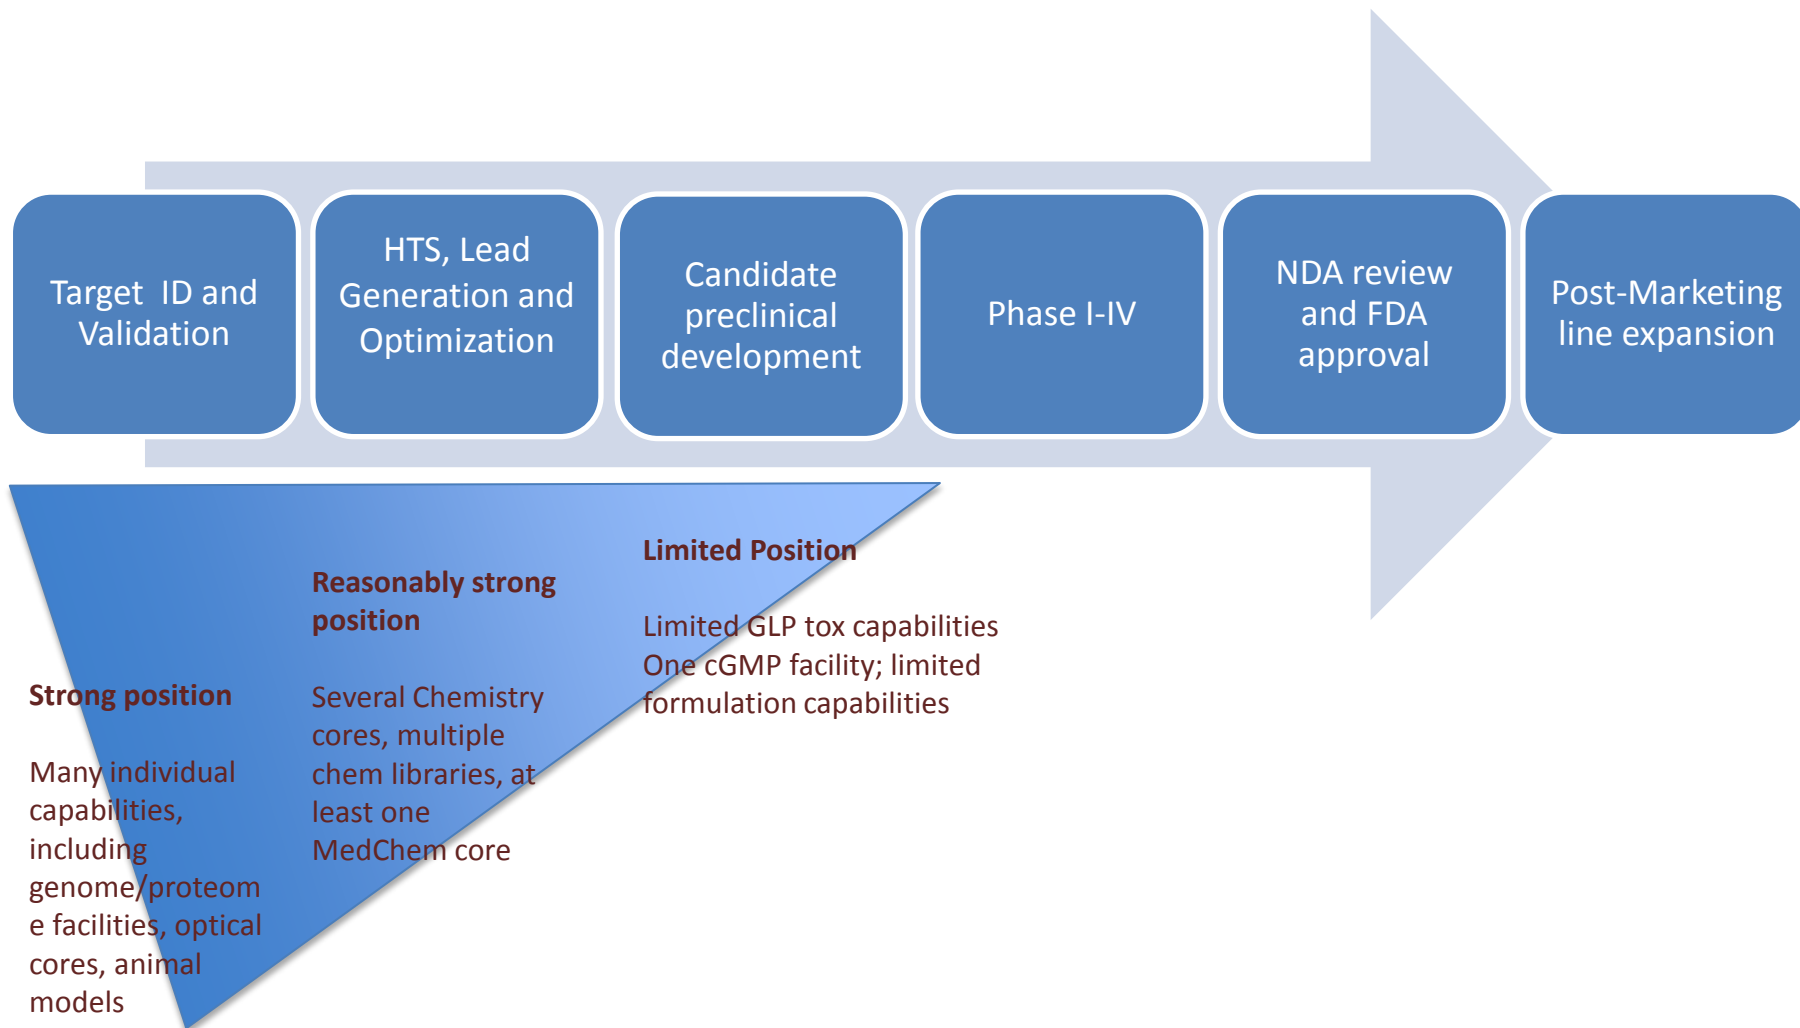 Target ID and
Validation
HTS, Lead
Generation and
Optimization
Candidate
preclinical
development
Phase I-IV
NDA review
and FDA
approval
Post-Marketing
line expansion
Strong position
Many individual
capabilities,
including
genome/proteom
e facilities, optical
cores, animal
models
Reasonably strong
position
Several Chemistry
cores, multiple
chem libraries, at
least one
MedChem core
Limited Position
Limited GLP tox capabilities
One cGMP facility; limited
formulation capabilities